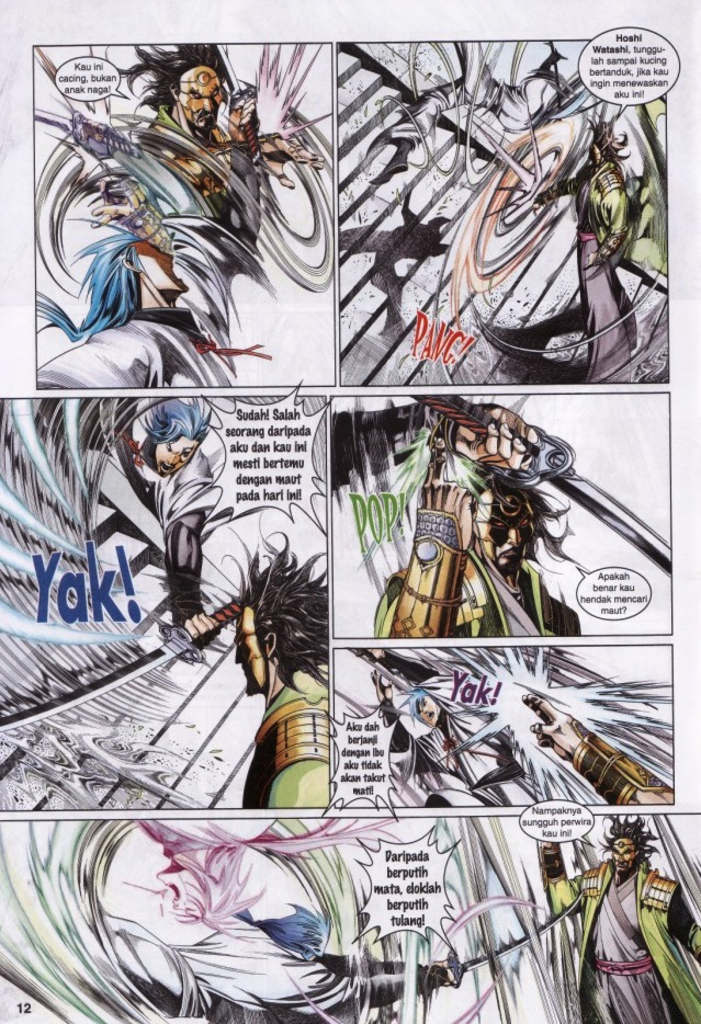 Kau ini
cacing, bukan
anak naga!
Hoshi
Watashi, tunggu-
lah sampai kucing
bertanduk, jika kau
ingin menewaskan
aku ini!
PANG!
Sudah! Salah
seorang daripada
aku dan kau ini
mesti bertemu
dengan maut
pada hari ini!
Yak!
POP!
Apakah
benar kau
hendak mencari
maut?
Yak!
Aku dah
berjanji
dengan ibu
aku tidak
akan takut
mati!
Nampaknya
sungguh perwira
kau ini!
Daripada
berputih
mata, eloklah
berputih
tulang!
12